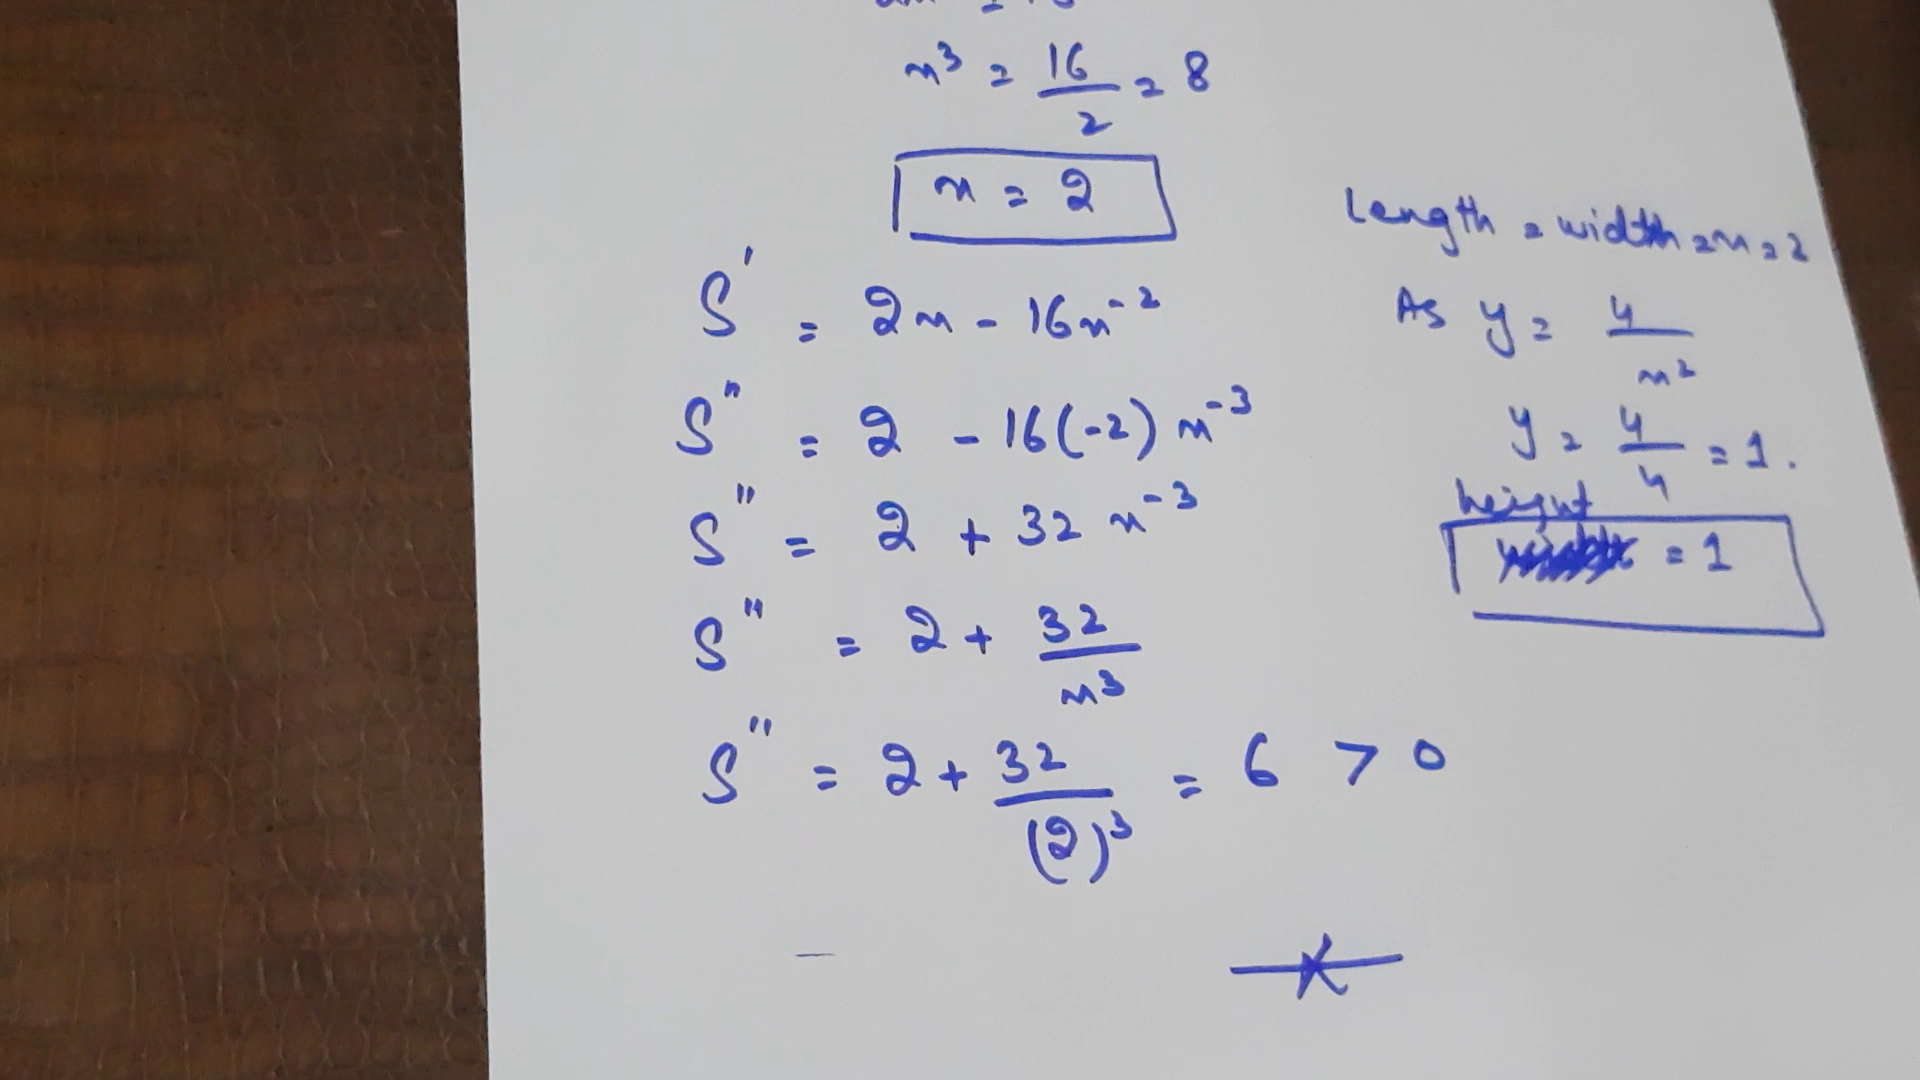 x³ = 16/2 = 8
x = 2
S' = 2x - 16x⁻²
S" = 2 - 16(-2) x⁻³
S" = 2 + 32 x⁻³
S" = 2 + 32/x³
S" = 2 + 32/(2)³ = 6 > 0
Length = width = x = 2
As y = 4/x²
y = 4/4 = 1.
height
= 1